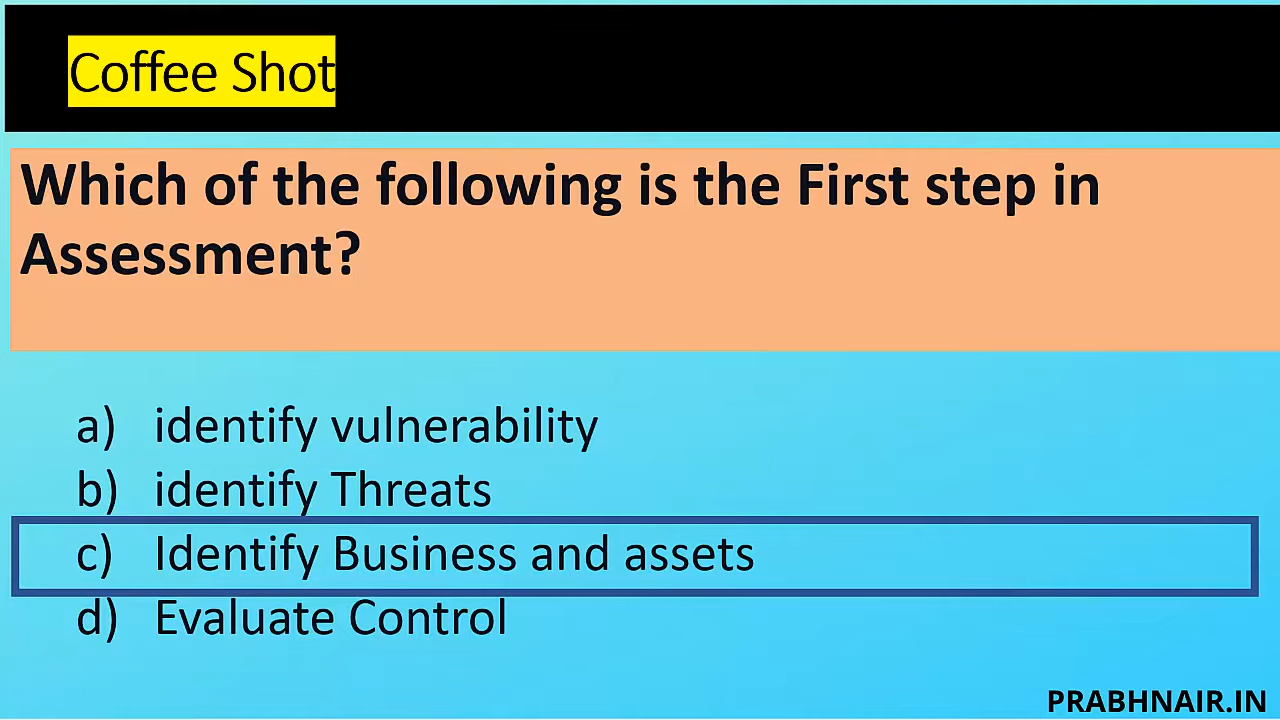 Coffee Shot
Which of the following is the First step in
Assessment?
a) identify vulnerability
b) identify Threats
c) Identify Business and assets
d) Evaluate Control
PRABHNAIR.IN